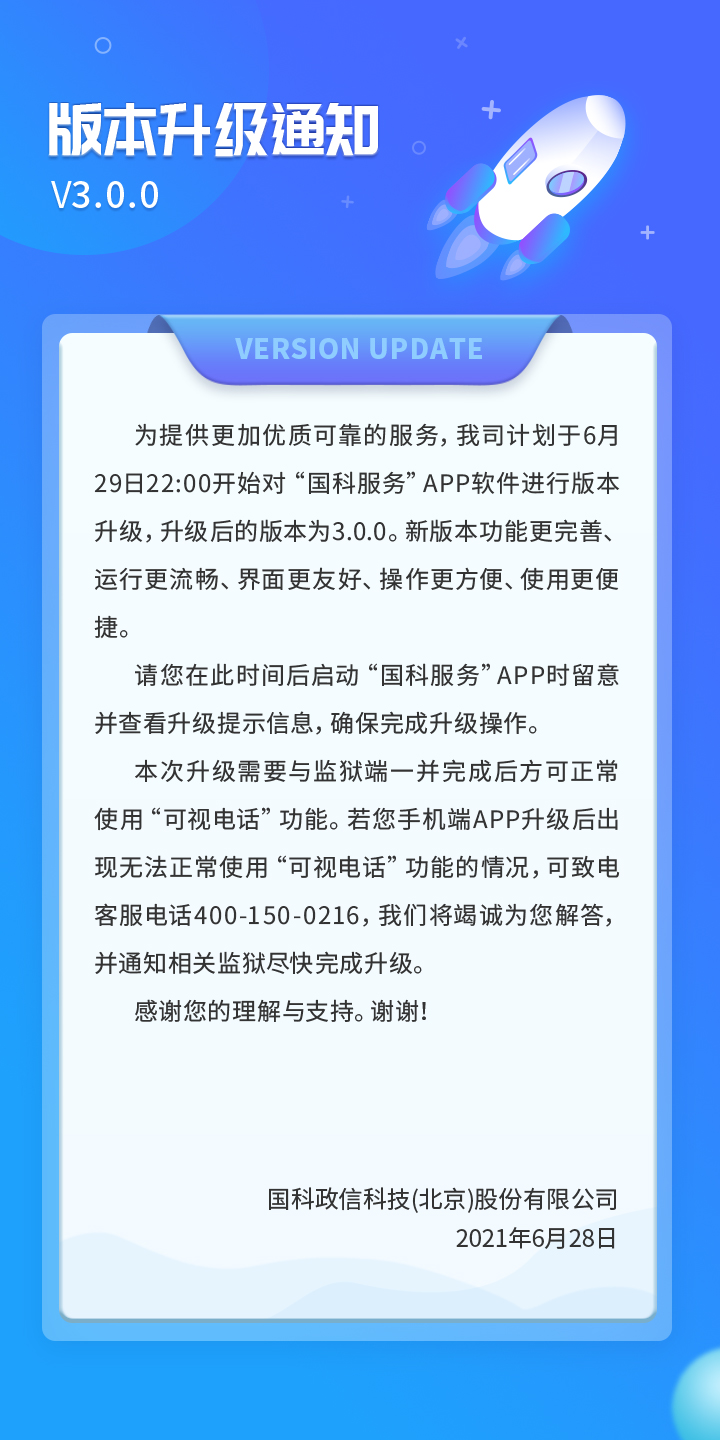 版本升级通知
V3.0.0
VERSION UPDATE
为提供更加优质可靠的服务，我司计划于6月
29日22:00开始对“国科服务”APP软件进行版本
升级，升级后的版本为3.0.0。新版本功能更完善、
运行更流畅、界面更友好、操作更方便、使用更便
捷。
请您在此时间后启动“国科服务”APP时留意
并查看升级提示信息，确保完成升级操作。
本次升级需要与监狱端一并完成后方可正常
使用“可视电话”功能。若您手机端APP升级后出
现无法正常使用“可视电话”功能的情况，可致电
客服电话400-150-0216，我们将竭诚为您解答，
并通知相关监狱尽快完成升级。
感谢您的理解与支持。谢谢！
国科政信科技(北京)股份有限公司
2021年6月28日